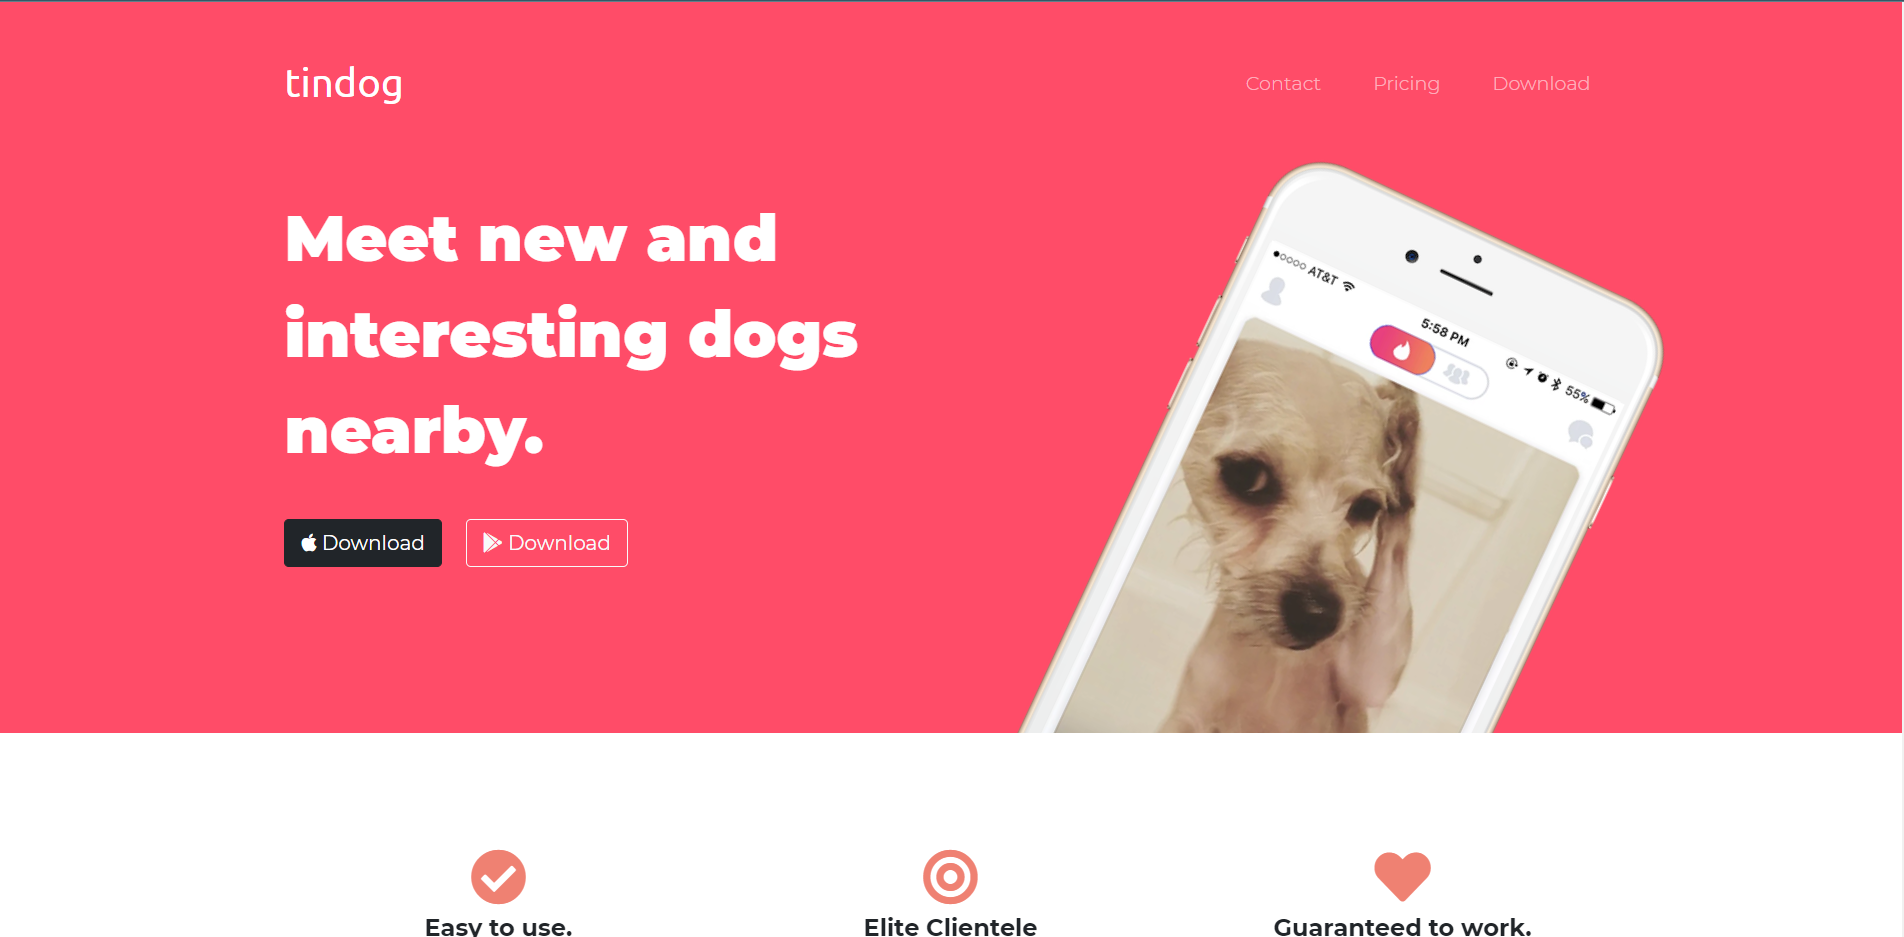 tindog
Contact Pricing Download
Meet new and
interesting dogs
nearby.
Download Download
AT&T
5:58 PM
55%
Easy to use. Elite Clientele Guaranteed to work.